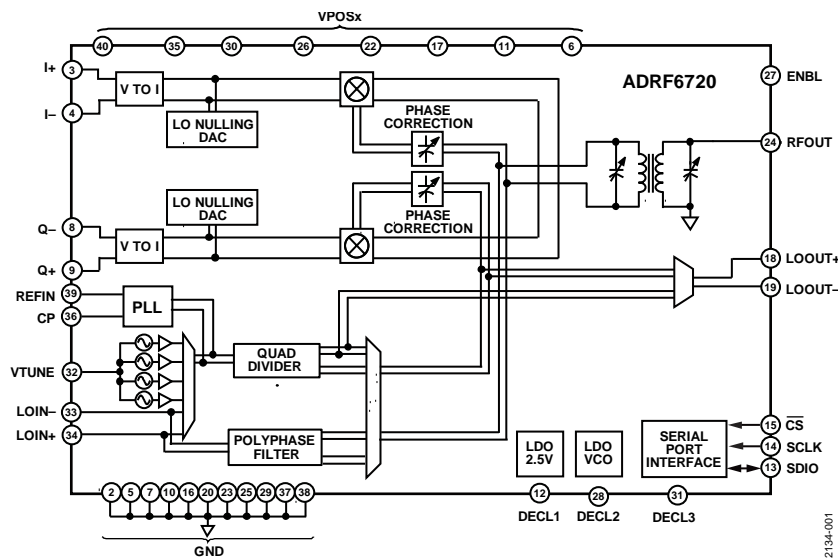 VPOSx
40 35 30 26 22 17 11 6
ADRF6720
I+ 3
I– 4
V TO I
LO NULLING
DAC
PHASE
CORRECTION
27 ENBL
24 RFOUT
LO NULLING
DAC
PHASE
CORRECTION
Q– 8
Q+ 9
V TO I
18 LOOUT+
19 LOOUT–
REFIN 39
CP 36
PLL
VTUNE 32
QUAD
DIVIDER
LOIN– 33
LOIN+ 34
POLYPHASE
FILTER
LDO
2.5V
LDO
VCO
SERIAL
PORT
INTERFACE
15 CS
14 SCLK
13 SDIO
2 5 7 10 16 20 23 25 29 37 38
GND
12
DECL1
28
DECL2
31
DECL3
2134-001